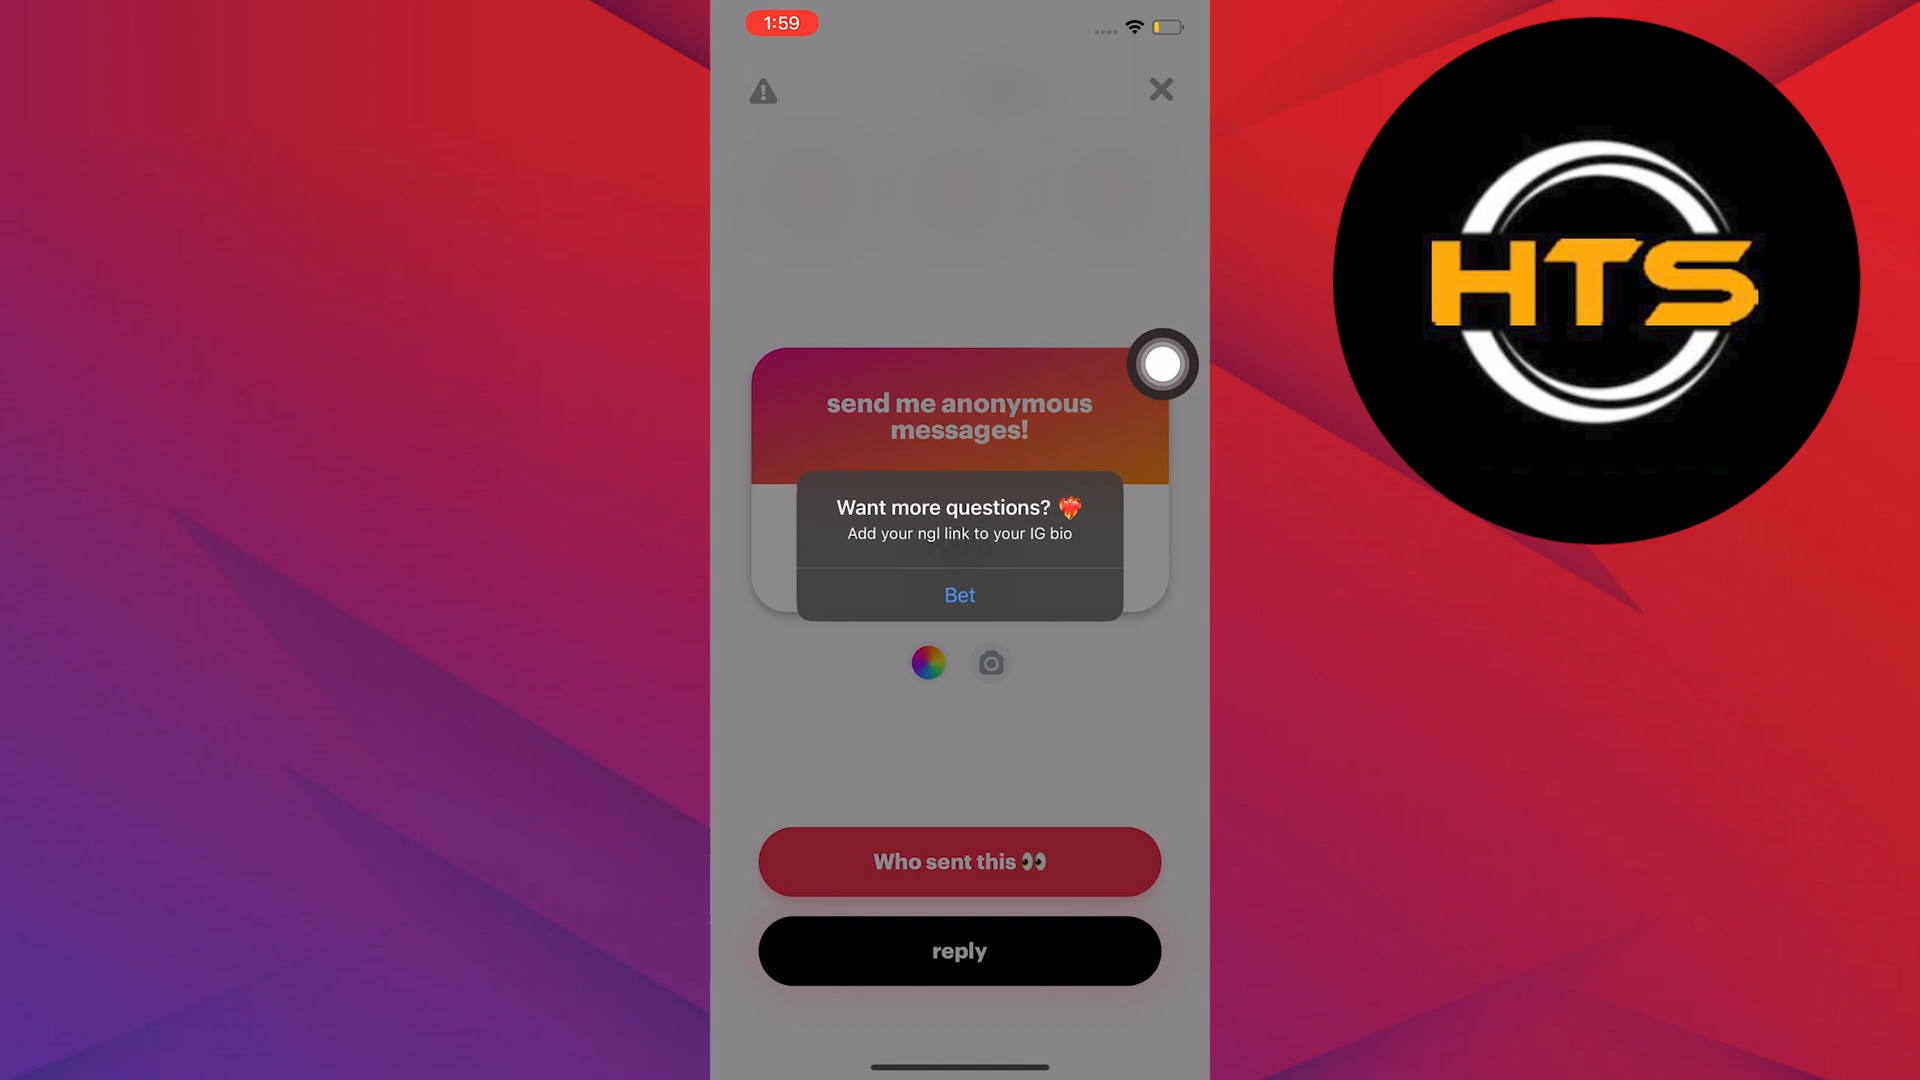 1:59
HTS
send me anonymous
messages!
Want more questions? ❤️‍🔥
Add your ngl link to your IG bio
Bet
Who sent this 👀
reply